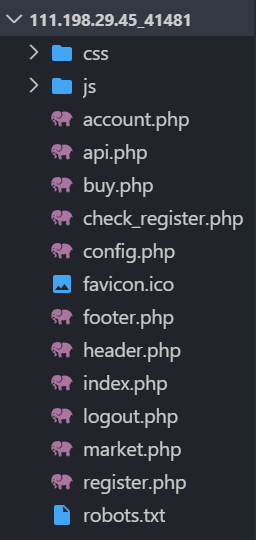 111.198.29.45_41481
css
js
account.php
api.php
buy.php
check_register.php
config.php
favicon.ico
footer.php
header.php
index.php
logout.php
market.php
register.php
robots.txt